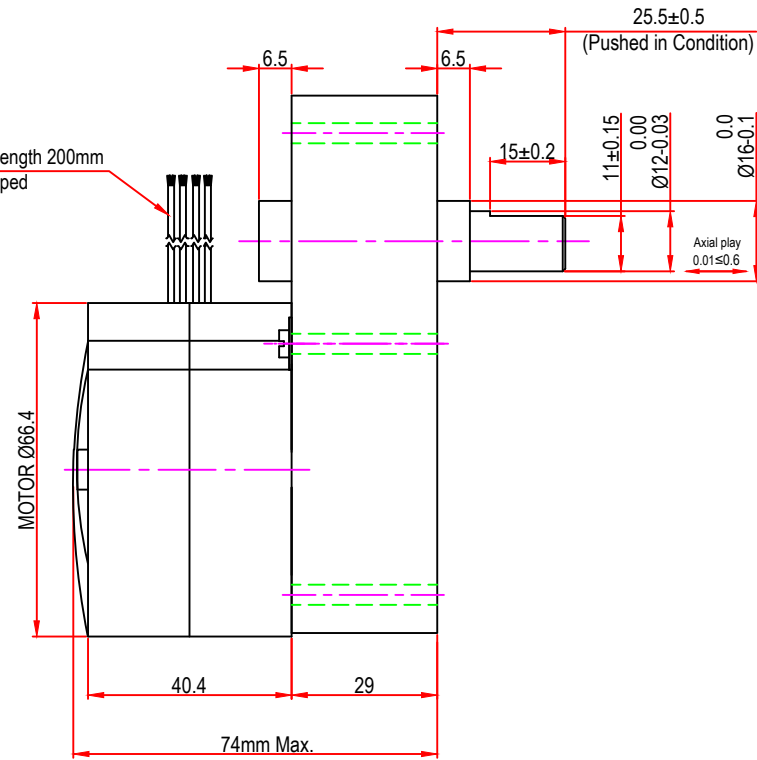 25.5±0.5
(Pushed in Condition)
6.5
6.5
ength 200mm
ped
15±0.2
11±0.15
0.00
Ø12-0.03
0.0
Ø16-0.1
Axial play
0.01≤0.6
MOTOR Ø66.4
40.4
29
74mm Max.